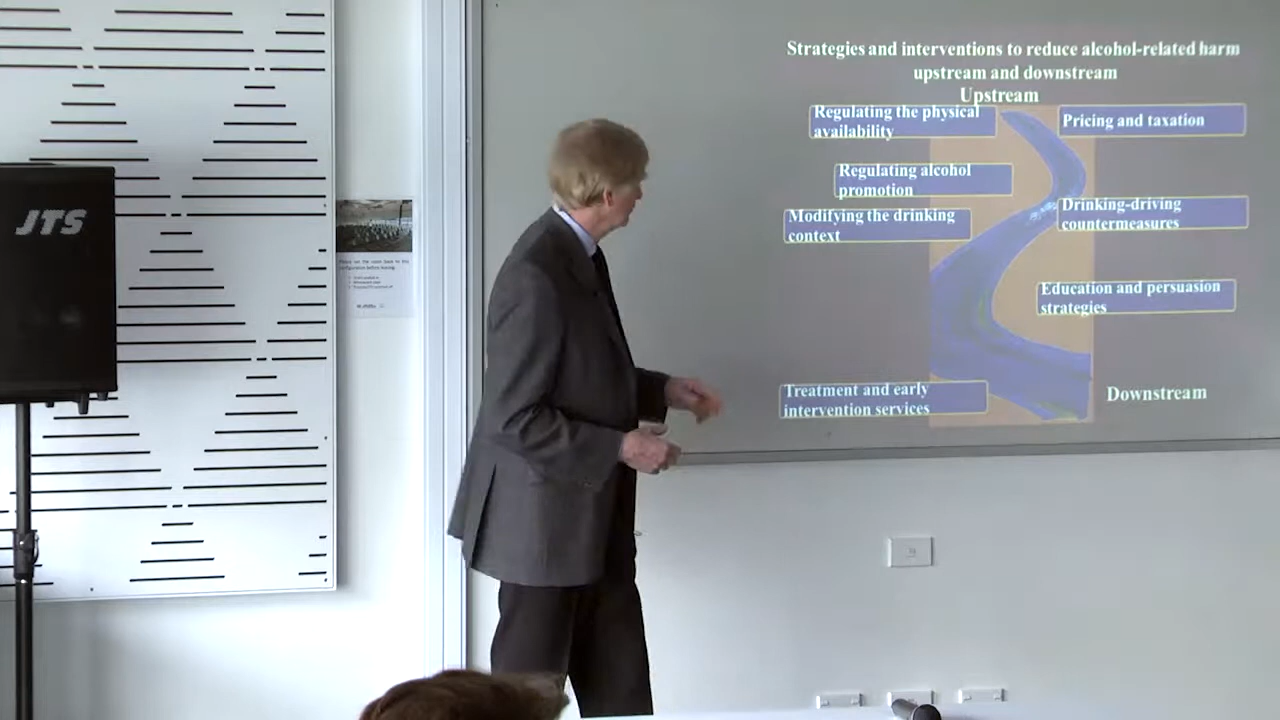 JTS
Strategies and interventions to reduce alcohol-related harm
upstream and downstream
Upstream
Regulating the physical
availability
Pricing and taxation
Regulating alcohol
promotion
Modifying the drinking
context
Drinking-driving
countermeasures
Education and persuasion
strategies
Treatment and early
intervention services
Downstream